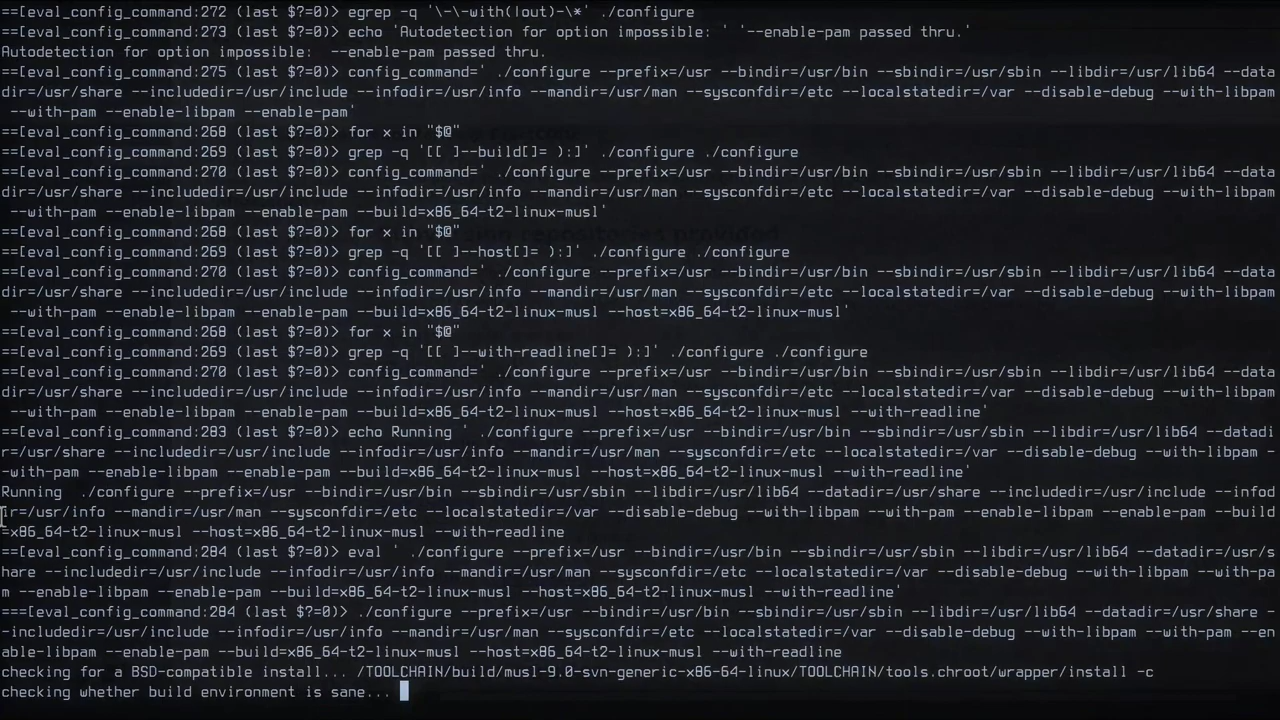 ==[eval_config_command:272 (last $?=0)> egrep -q '\-\-with(|out)-\*' ./configure
==[eval_config_command:273 (last $?=0)> echo 'Autodetection for option impossible: ' '--enable-pam passed thru.'
Autodetection for option impossible:  --enable-pam passed thru.
==[eval_config_command:275 (last $?=0)> config_command=' ./configure --prefix=/usr --bindir=/usr/bin --sbindir=/usr/sbin --libdir=/usr/lib64 --data
dir=/usr/share --includedir=/usr/include --infodir=/usr/info --mandir=/usr/man --sysconfdir=/etc --localstatedir=/var --disable-debug --with-libpam
 --with-pam --enable-libpam --enable-pam'
==[eval_config_command:268 (last $?=0)> for x in "$@"
==[eval_config_command:269 (last $?=0)> grep -q '[[ ]--build[]= ):]' ./configure ./configure
==[eval_config_command:270 (last $?=0)> config_command=' ./configure --prefix=/usr --bindir=/usr/bin --sbindir=/usr/sbin --libdir=/usr/lib64 --data
dir=/usr/share --includedir=/usr/include --infodir=/usr/info --mandir=/usr/man --sysconfdir=/etc --localstatedir=/var --disable-debug --with-libpam
 --with-pam --enable-libpam --enable-pam --build=x86_64-t2-linux-musl'
==[eval_config_command:268 (last $?=0)> for x in "$@"
==[eval_config_command:269 (last $?=0)> grep -q '[[ ]--host[]= ):]' ./configure ./configure
==[eval_config_command:270 (last $?=0)> config_command=' ./configure --prefix=/usr --bindir=/usr/bin --sbindir=/usr/sbin --libdir=/usr/lib64 --data
dir=/usr/share --includedir=/usr/include --infodir=/usr/info --mandir=/usr/man --sysconfdir=/etc --localstatedir=/var --disable-debug --with-libpam
 --with-pam --enable-libpam --enable-pam --build=x86_64-t2-linux-musl --host=x86_64-t2-linux-musl'
==[eval_config_command:268 (last $?=0)> for x in "$@"
==[eval_config_command:269 (last $?=0)> grep -q '[[ ]--with-readline[]= ):]' ./configure ./configure
==[eval_config_command:270 (last $?=0)> config_command=' ./configure --prefix=/usr --bindir=/usr/bin --sbindir=/usr/sbin --libdir=/usr/lib64 --data
dir=/usr/share --includedir=/usr/include --infodir=/usr/info --mandir=/usr/man --sysconfdir=/etc --localstatedir=/var --disable-debug --with-libpam
 --with-pam --enable-libpam --enable-pam --build=x86_64-t2-linux-musl --host=x86_64-t2-linux-musl --with-readline'
==[eval_config_command:283 (last $?=0)> echo Running ' ./configure --prefix=/usr --bindir=/usr/bin --sbindir=/usr/sbin --libdir=/usr/lib64 --datadi
r=/usr/share --includedir=/usr/include --infodir=/usr/info --mandir=/usr/man --sysconfdir=/etc --localstatedir=/var --disable-debug --with-libpam -
-with-pam --enable-libpam --enable-pam --build=x86_64-t2-linux-musl --host=x86_64-t2-linux-musl --with-readline'
Running  ./configure --prefix=/usr --bindir=/usr/bin --sbindir=/usr/sbin --libdir=/usr/lib64 --datadir=/usr/share --includedir=/usr/include --infod
ir=/usr/info --mandir=/usr/man --sysconfdir=/etc --localstatedir=/var --disable-debug --with-libpam --with-pam --enable-libpam --enable-pam --build
=x86_64-t2-linux-musl --host=x86_64-t2-linux-musl --with-readline
==[eval_config_command:284 (last $?=0)> eval ' ./configure --prefix=/usr --bindir=/usr/bin --sbindir=/usr/sbin --libdir=/usr/lib64 --datadir=/usr/s
hare --includedir=/usr/include --infodir=/usr/info --mandir=/usr/man --sysconfdir=/etc --localstatedir=/var --disable-debug --with-libpam --with-pa
m --enable-libpam --enable-pam --build=x86_64-t2-linux-musl --host=x86_64-t2-linux-musl --with-readline'
===[eval_config_command:284 (last $?=0)> ./configure --prefix=/usr --bindir=/usr/bin --sbindir=/usr/sbin --libdir=/usr/lib64 --datadir=/usr/share -
-includedir=/usr/include --infodir=/usr/info --mandir=/usr/man --sysconfdir=/etc --localstatedir=/var --disable-debug --with-libpam --with-pam --en
able-libpam --enable-pam --build=x86_64-t2-linux-musl --host=x86_64-t2-linux-musl --with-readline
checking for a BSD-compatible install... /TOOLCHAIN/build/musl-9.0-svn-generic-x86-64-linux/TOOLCHAIN/tools.chroot/wrapper/install -c
checking whether build environment is sane...
repositories provided